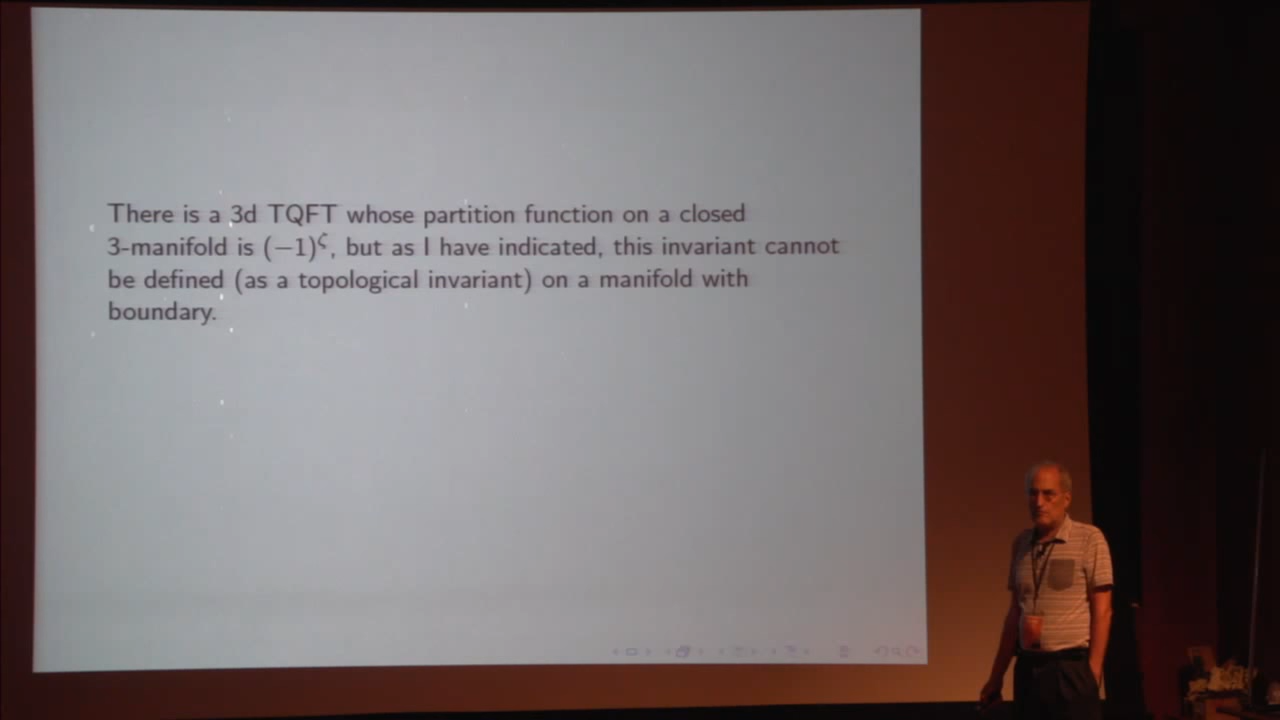 There is a 3d TQFT whose partition function on a closed
3-manifold is (−1)^ζ, but as I have indicated, this invariant cannot
be defined (as a topological invariant) on a manifold with
boundary.